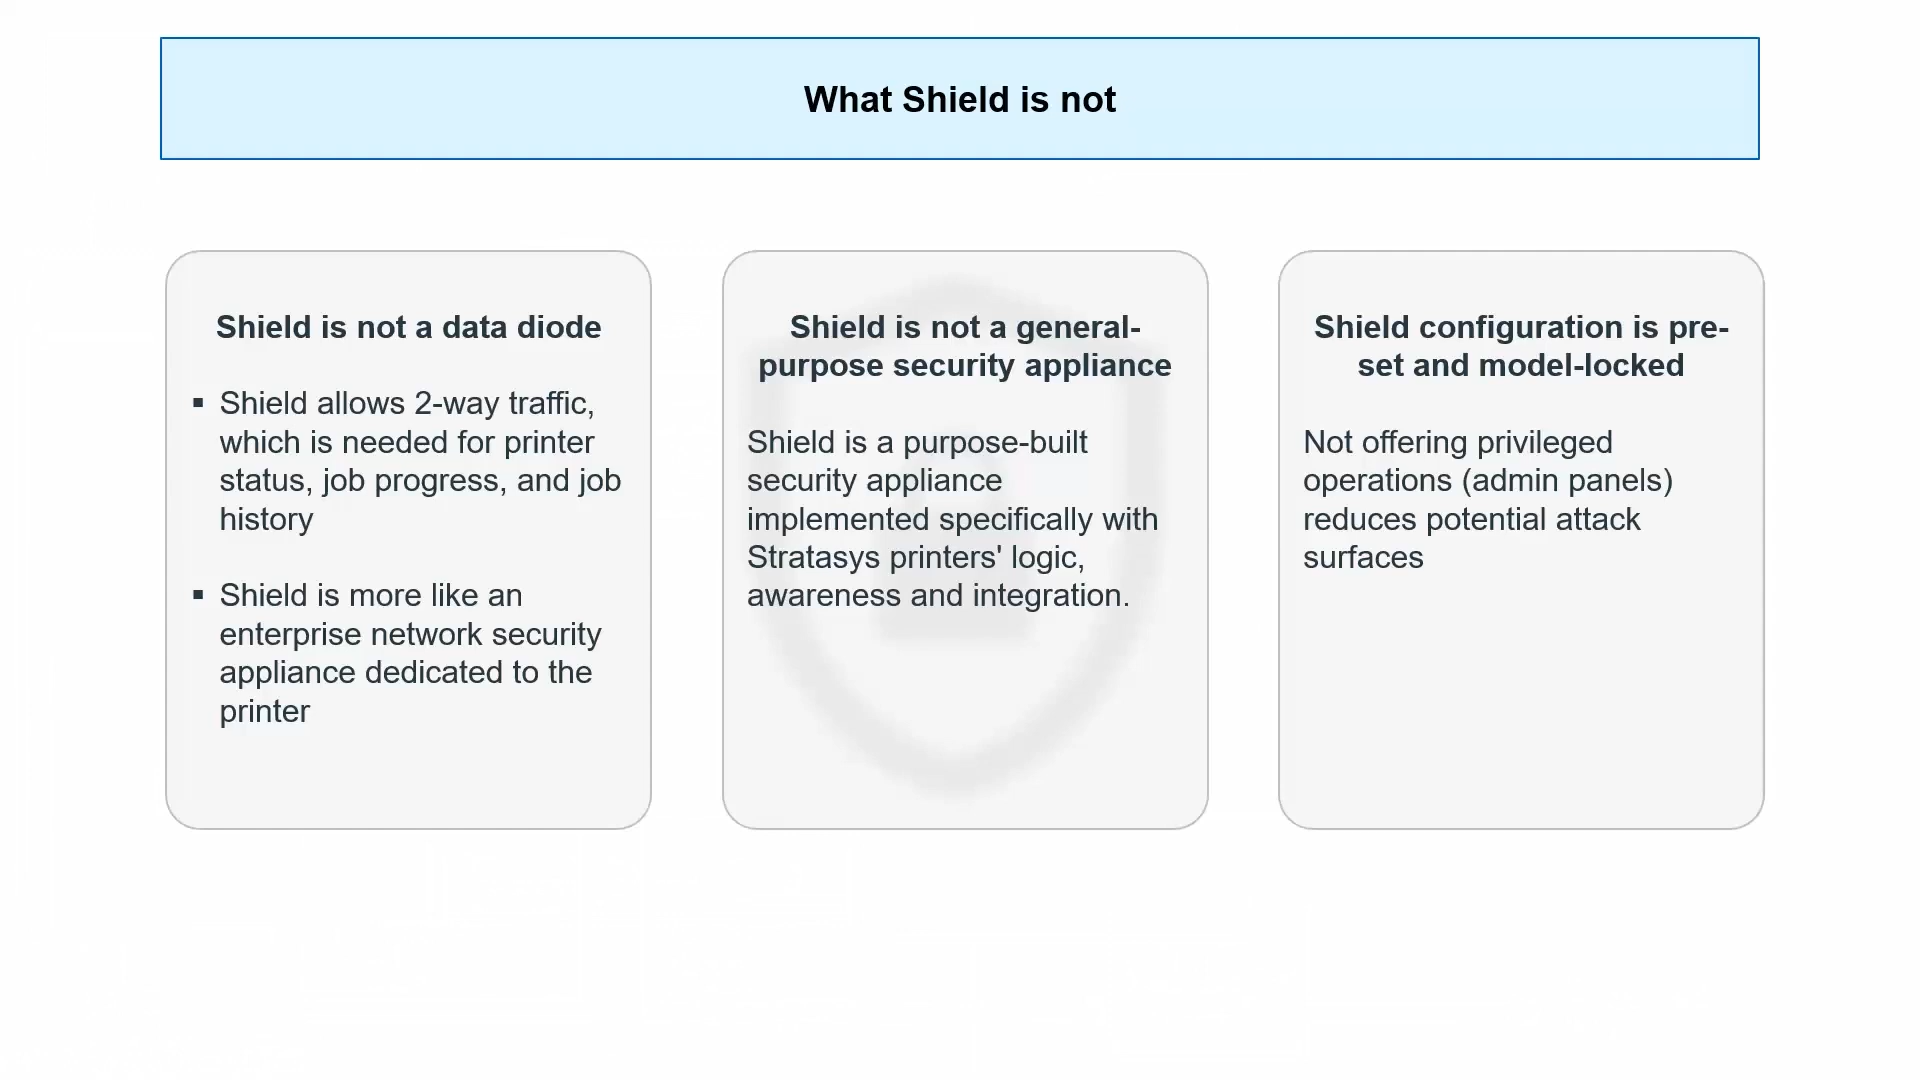 What Shield is not
Shield is not a data diode
▪ Shield allows 2-way traffic,
which is needed for printer
status, job progress, and job
history
▪ Shield is more like an
enterprise network security
appliance dedicated to the
printer
Shield is not a general-
purpose security appliance
Shield is a purpose-built
security appliance
implemented specifically with
Stratasys printers' logic,
awareness and integration.
Shield configuration is pre-
set and model-locked
Not offering privileged
operations (admin panels)
reduces potential attack
surfaces